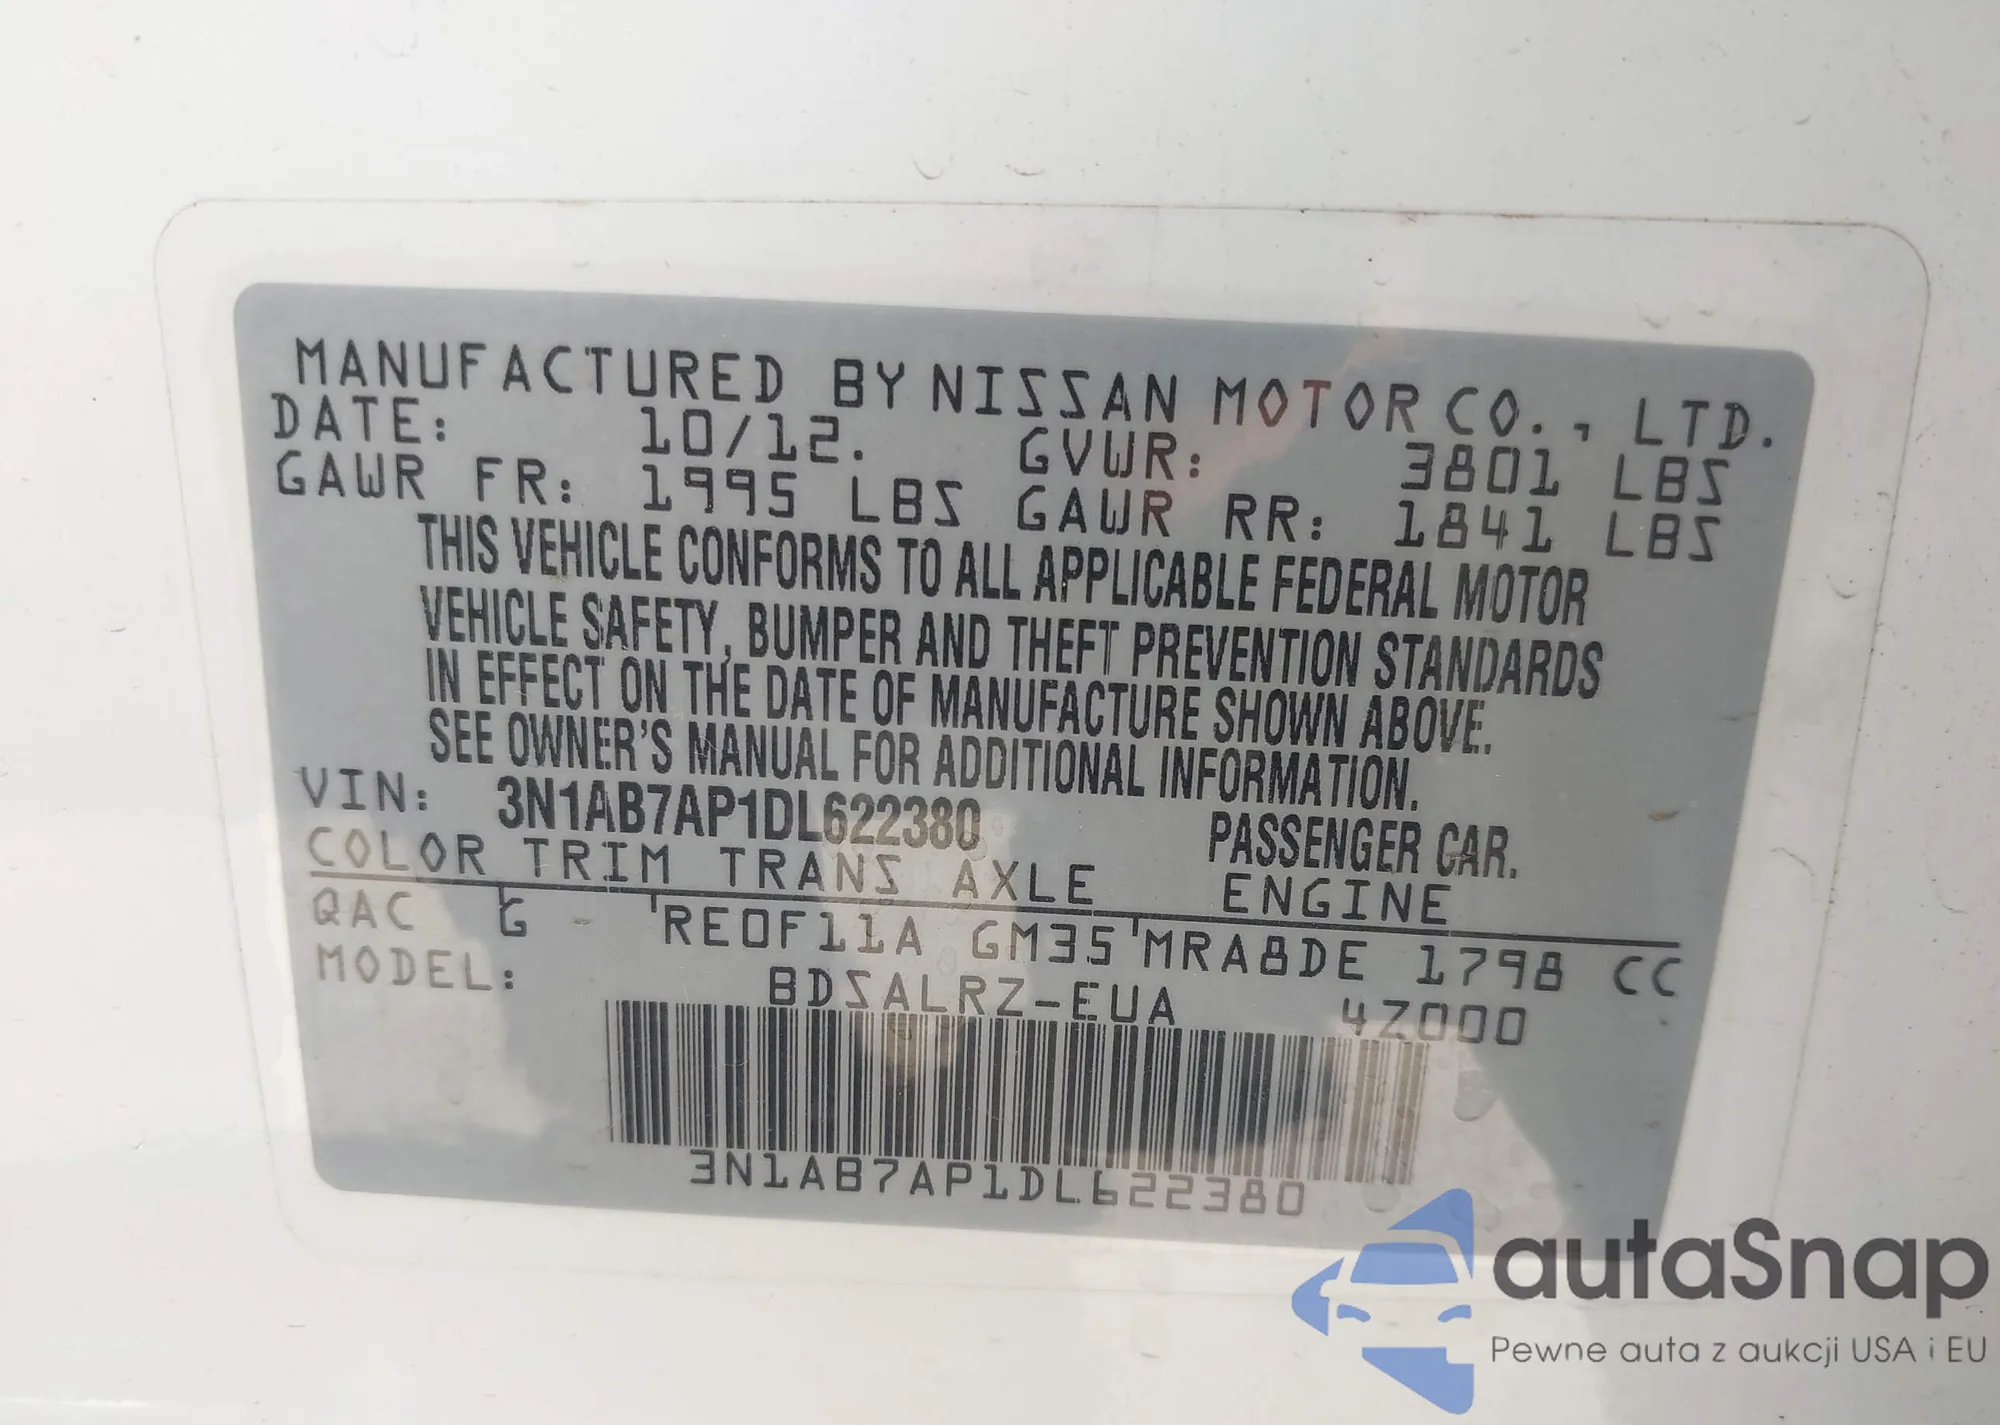 MANUFACTURED BY NISSAN MOTOR CO., LTD.
DATE: 10/12. GVWR: 3801 LBS
GAWR FR: 1995 LBS GAWR RR: 1841 LBS
THIS VEHICLE CONFORMS TO ALL APPLICABLE FEDERAL MOTOR
VEHICLE SAFETY, BUMPER AND THEFT PREVENTION STANDARDS
IN EFFECT ON THE DATE OF MANUFACTURE SHOWN ABOVE.
SEE OWNER'S MANUAL FOR ADDITIONAL INFORMATION.
VIN: 3N1AB7AP1DL622380 PASSENGER CAR.
COLOR TRIM TRANS AXLE ENGINE
QAC G RE0F11A GM35 MRA8DE 1798 CC
MODEL: BDSALRZ-EUA 4Z000
3N1AB7AP1DL622380
autaSnap
Pewne auta z aukcji USA i EU